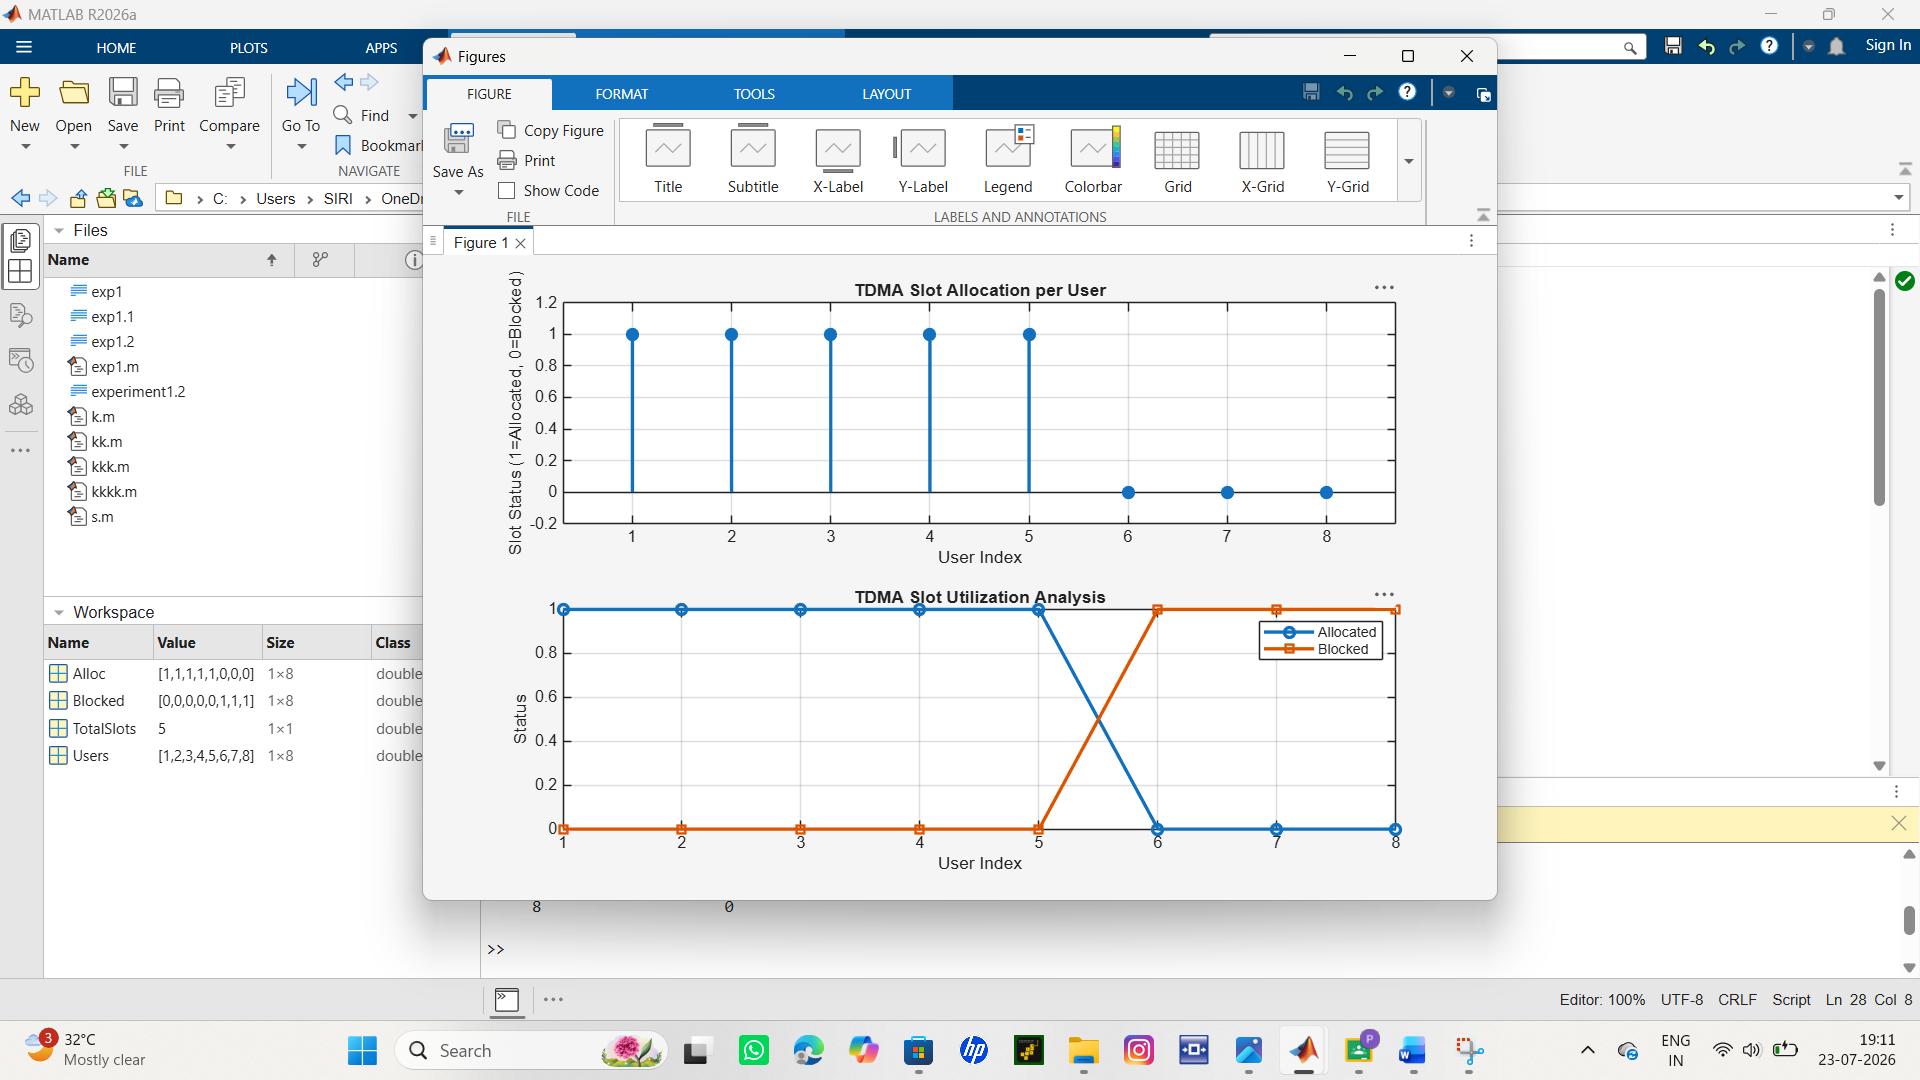 MATLAB R2026a
HOME
PLOTS
APPS
Sign In
New
Open
Save
Print
Compare
Go To
Find
Bookmar
FILE
NAVIGATE
C: > Users > SIRI >
Files
Name
exp1
exp1.1
exp1.2
exp1.m
experiment1.2
k.m
kk.m
kkk.m
kkkk.m
s.m
Workspace
Name Value Size Class
Alloc [1,1,1,1,1,0,0,0] 1×8 double
Blocked [0,0,0,0,0,1,1,1] 1×8 double
TotalSlots 5 1×1 double
Users [1,2,3,4,5,6,7,8] 1×8 double
Figures
FIGURE
FORMAT
TOOLS
LAYOUT
Save As
Copy Figure
Print
Show Code
FILE
Title
Subtitle
X-Label
Y-Label
Legend
Colorbar
Grid
X-Grid
Y-Grid
LABELS AND ANNOTATIONS
Figure 1
TDMA Slot Allocation per User
Slot Status (1=Allocated, 0=Blocked)
1.2
1
0.8
0.6
0.4
0.2
0
-0.2
1 2 3 4 5 6 7 8
User Index
TDMA Slot Utilization Analysis
Status
1
0.8
0.6
0.4
0.2
0
Allocated
Blocked
1 2 3 4 5 6 7 8
User Index
8 0
>>
Editor: 100% UTF-8 CRLF Script Ln 28 Col 8
3
32°C
Mostly clear
Search
hp
P
W
ENG
IN
19:11
23-07-2026